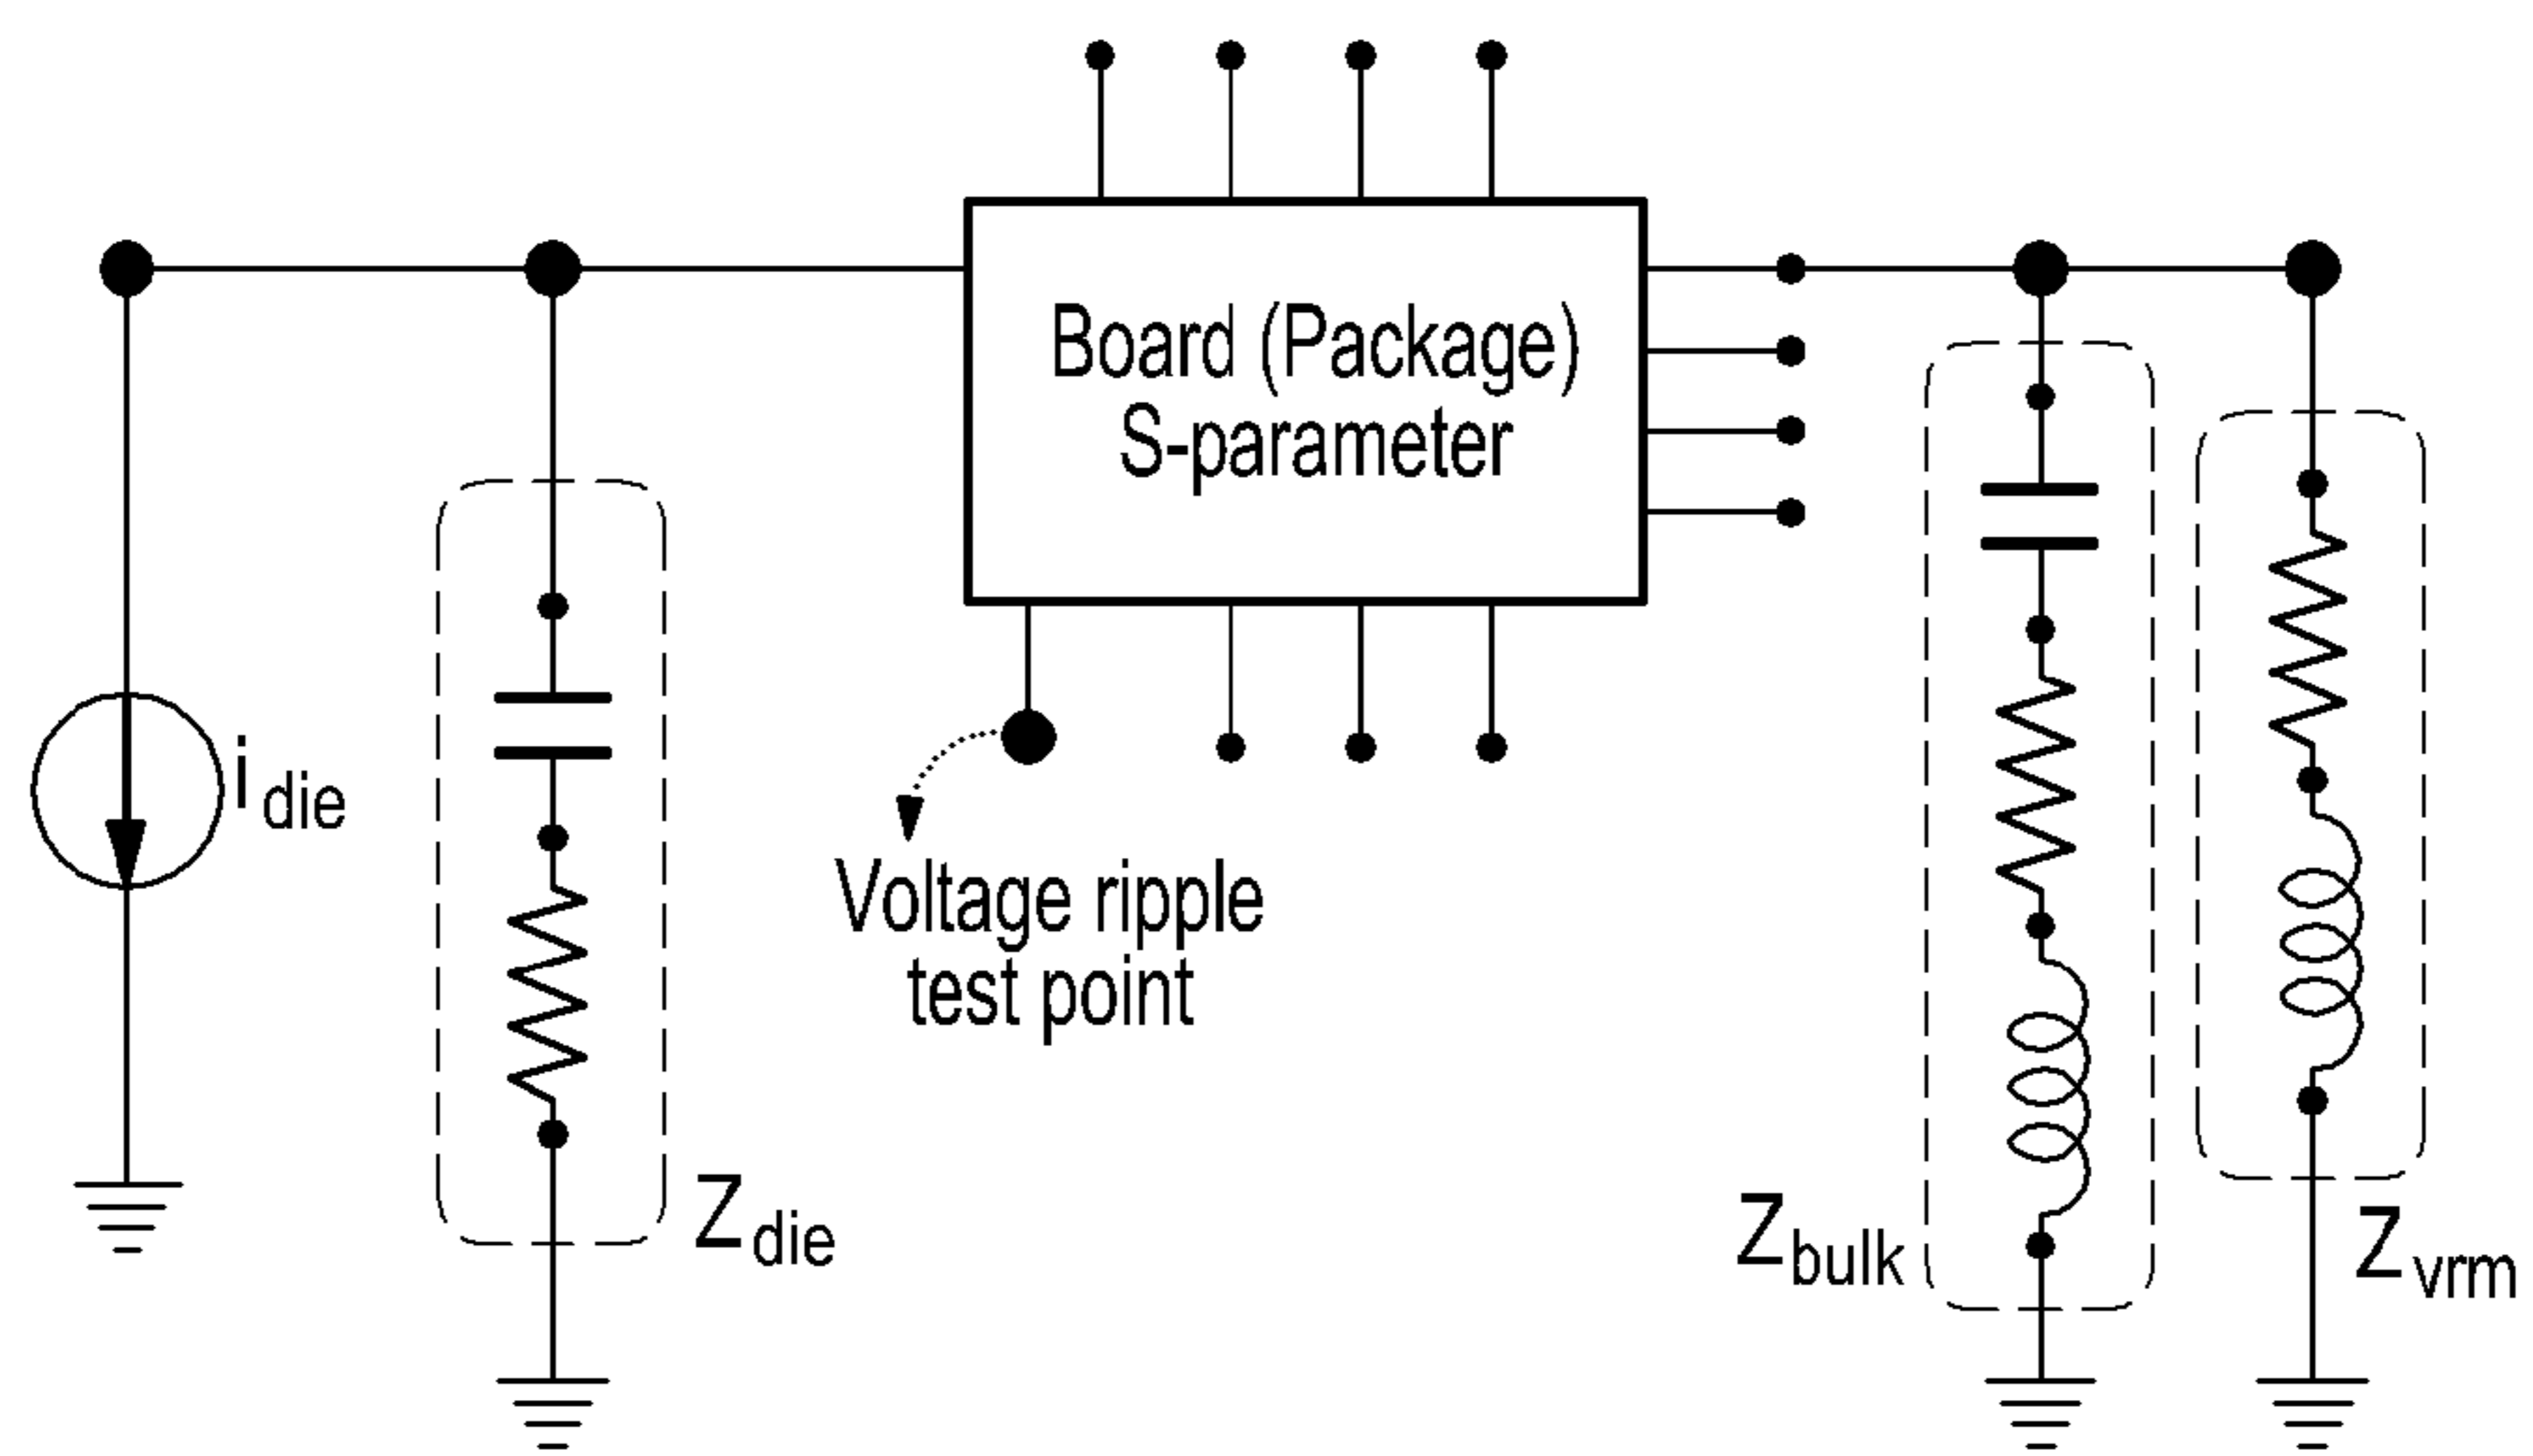 Board (Package)
S-parameter
i die
Voltage ripple
test point
Z die
Z bulk
Z vrm